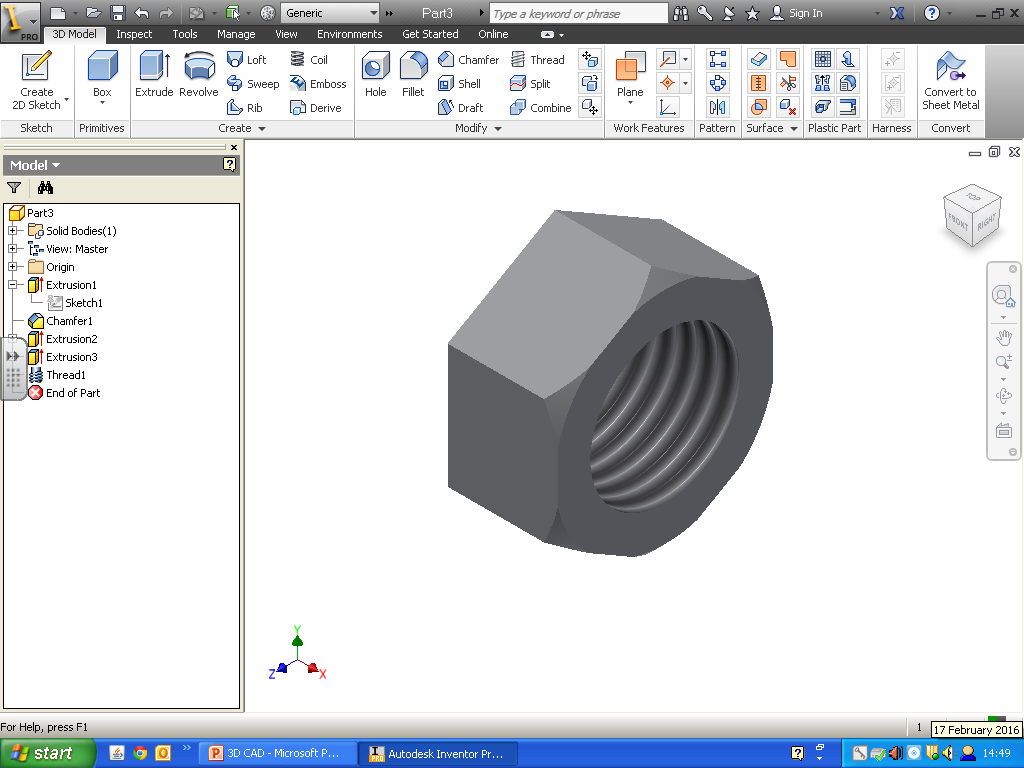 PRO
Generic
Part3
Type a keyword or phrase
Sign In
3D Model Inspect Tools Manage View Environments Get Started Online
Create
2D Sketch
Box
Extrude Revolve
Loft
Sweep
Rib
Coil
Emboss
Derive
Hole
Fillet
Chamfer
Shell
Draft
Thread
Split
Combine
Plane
Convert to
Sheet Metal
Sketch Primitives Create Modify Work Features Pattern Surface Plastic Part Harness Convert
Model
Part3
Solid Bodies(1)
View: Master
Origin
Extrusion1
Sketch1
Chamfer1
Extrusion2
Extrusion3
Thread1
End of Part
TOP
FRONT
RIGHT
Y
Z
X
For Help, press F1
1
17 February 2016
start
3D CAD - Microsoft P...
Autodesk Inventor Pr...
14:49